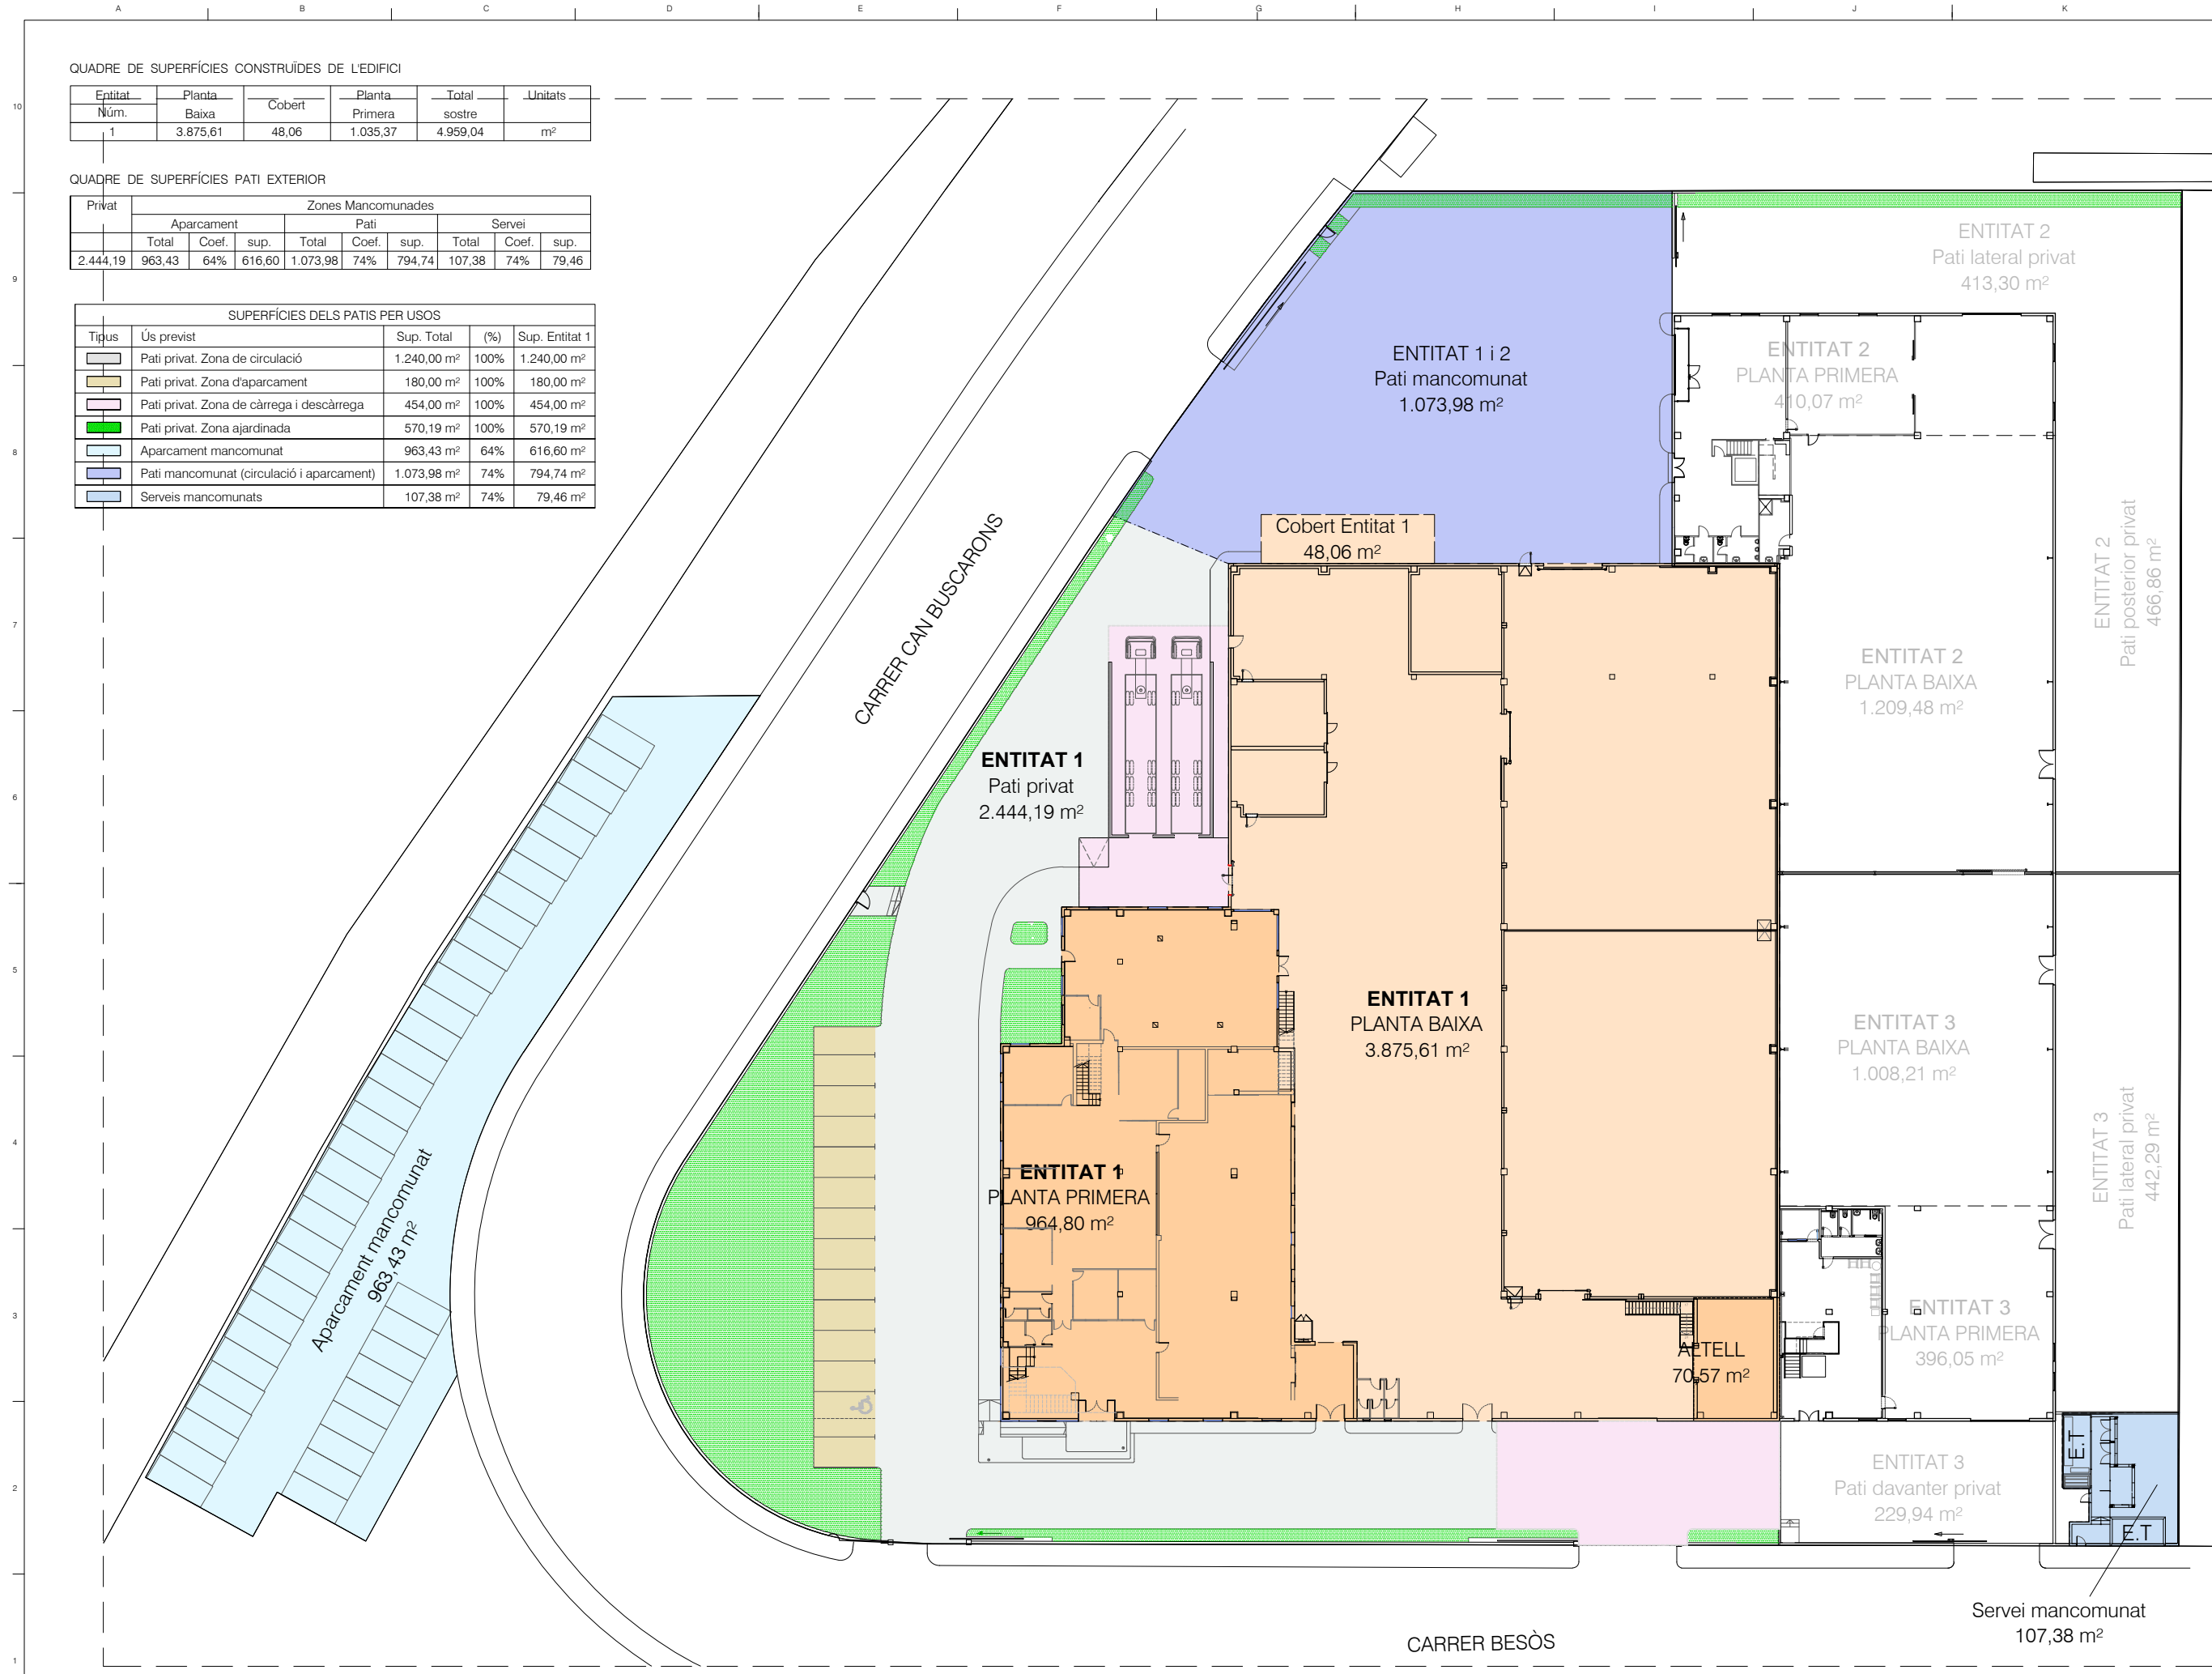 A B C D E F G H I J K
10
9
8
7
6
5
4
3
2
1
QUADRE DE SUPERFÍCIES CONSTRUÏDES DE L'EDIFICI
Entitat Planta Cobert Planta Total Unitats
Núm. Baixa Primera sostre
1 3.875,61 48,06 1.035,37 4.959,04 m²
QUADRE DE SUPERFÍCIES PATI EXTERIOR
Privat Zones Mancomunades
Aparcament Pati Servei
Total Coef. sup. Total Coef. sup. Total Coef. sup.
2.444,19 963,43 64% 616,60 1.073,98 74% 794,74 107,38 74% 79,46
SUPERFÍCIES DELS PATIS PER USOS
Tipus Ús previst Sup. Total (%) Sup. Entitat 1
Pati privat. Zona de circulació 1.240,00 m² 100% 1.240,00 m²
Pati privat. Zona d'aparcament 180,00 m² 100% 180,00 m²
Pati privat. Zona de càrrega i descàrrega 454,00 m² 100% 454,00 m²
Pati privat. Zona ajardinada 570,19 m² 100% 570,19 m²
Aparcament mancomunat 963,43 m² 64% 616,60 m²
Pati mancomunat (circulació i aparcament) 1.073,98 m² 74% 794,74 m²
Serveis mancomunats 107,38 m² 74% 79,46 m²
ENTITAT 2
Pati lateral privat
413,30 m²
ENTITAT 1 i 2
Pati mancomunat
1.073,98 m²
ENTITAT 2
PLANTA PRIMERA
410,07 m²
Cobert Entitat 1
48,06 m²
CARRER CAN BUSCARONS
ENTITAT 2
Pati posterior privat
466,86 m²
ENTITAT 2
PLANTA BAIXA
1.209,48 m²
ENTITAT 1
Pati privat
2.444,19 m²
ENTITAT 1
PLANTA BAIXA
3.875,61 m²
ENTITAT 3
PLANTA BAIXA
1.008,21 m²
Aparcament mancomunat
963,43 m²
ENTITAT 1
PLANTA PRIMERA
964,80 m²
ENTITAT 3
Pati lateral privat
442,29 m²
ENTITAT 3
PLANTA PRIMERA
396,05 m²
ALTELL
70,57 m²
ENTITAT 3
Pati davanter privat
229,94 m²
E.T
E.T
Servei mancomunat
107,38 m²
CARRER BESÒS